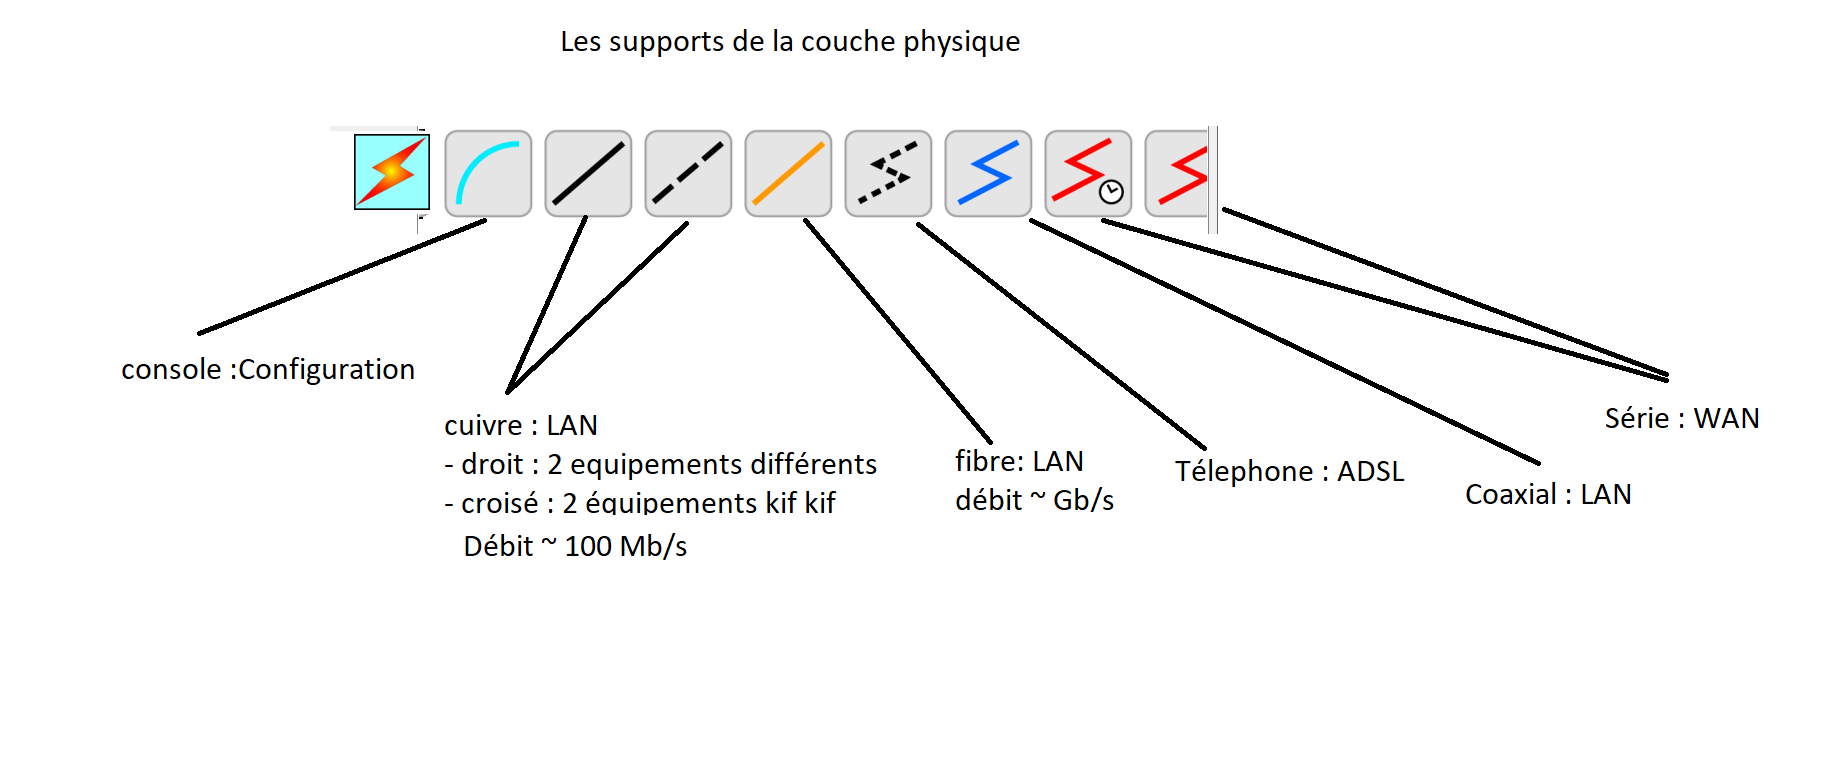 Les supports de la couche physique
console :Configuration
cuivre : LAN
- droit : 2 equipements différents
- croisé : 2 équipements kif kif
Débit ~ 100 Mb/s
fibre: LAN
débit ~ Gb/s
Télephone : ADSL
Coaxial : LAN
Série : WAN